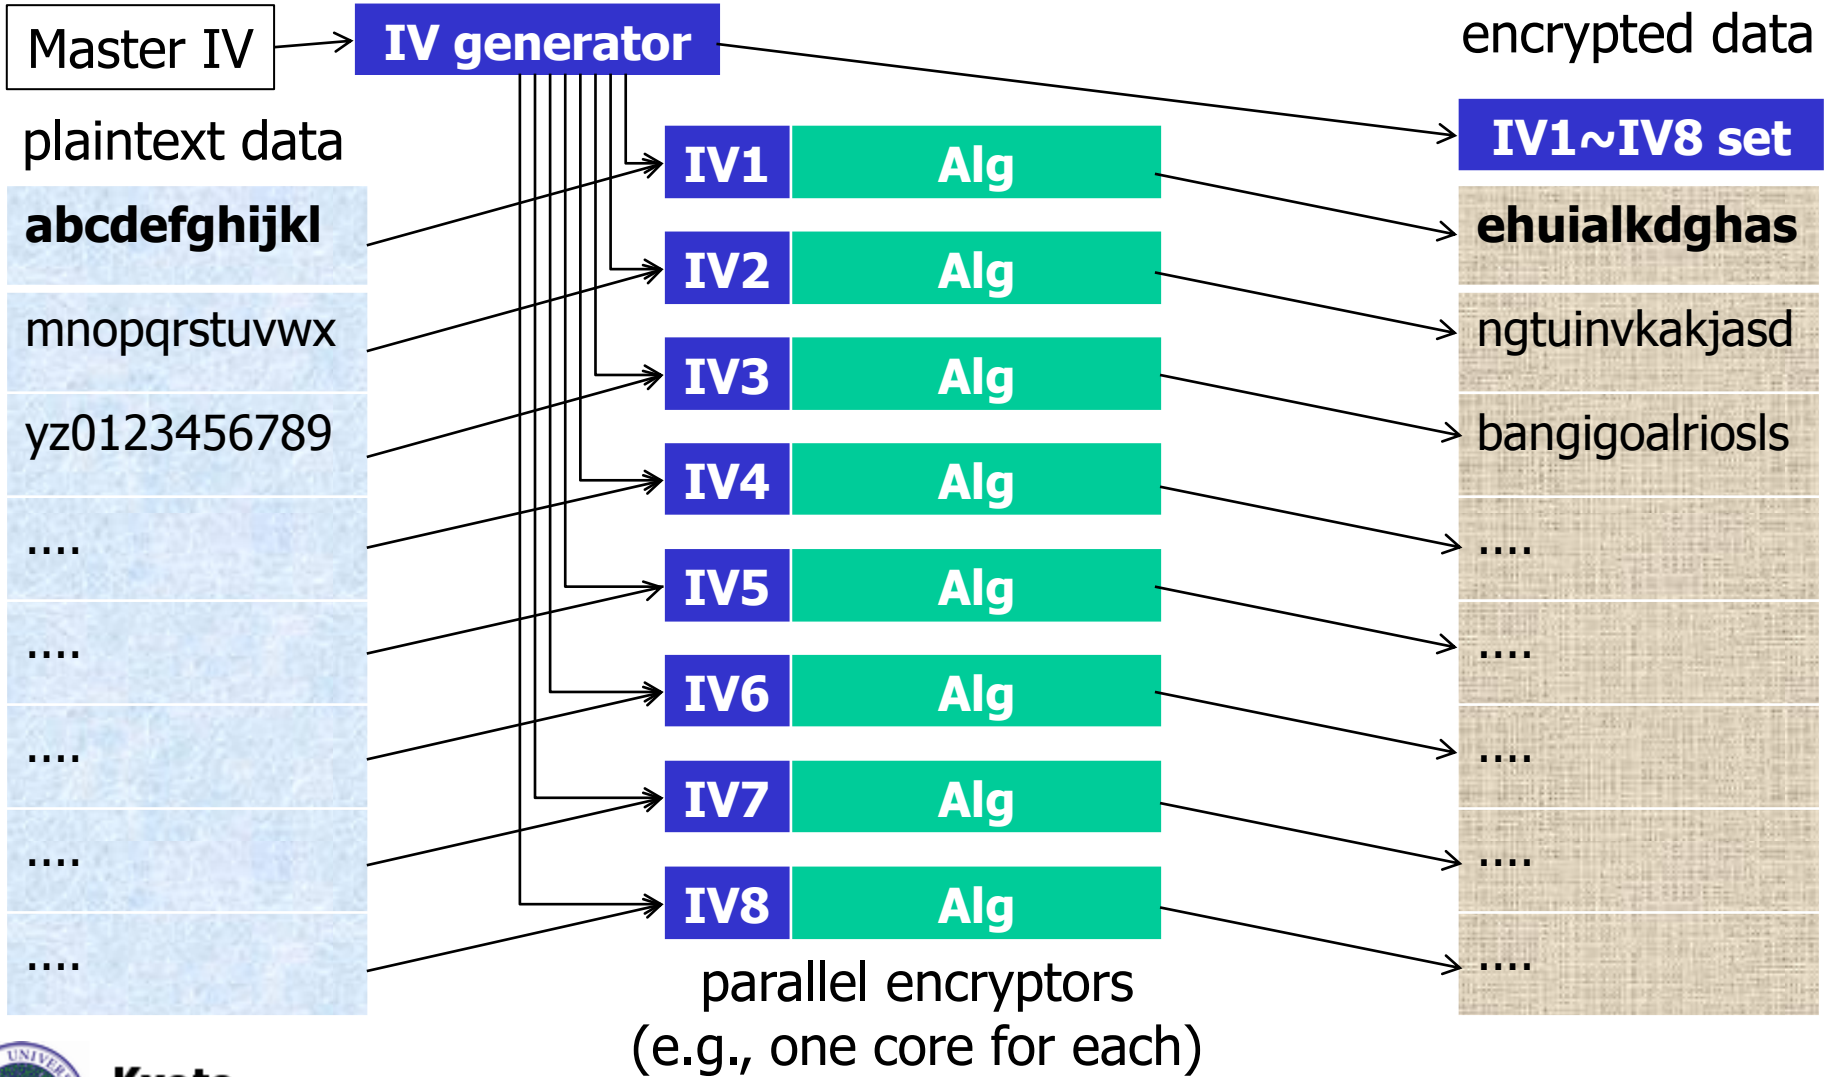 Master IV
IV generator
encrypted data
plaintext data
IV1~IV8 set
abcdefghijkl
mnopqrstuvwx
yz0123456789
....
....
....
....
....
IV1 Alg
IV2 Alg
IV3 Alg
IV4 Alg
IV5 Alg
IV6 Alg
IV7 Alg
IV8 Alg
parallel encryptors
(e.g., one core for each)
ehuialkdghas
ngtuinvkakjasd
bangigoalriosls
....
....
....
....
....